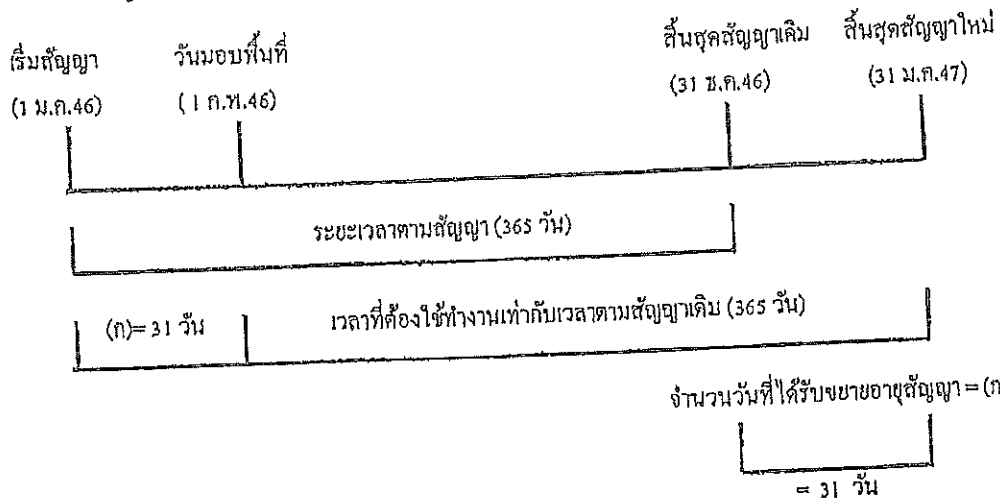 เริ่มสัญญา
(1 ม.ค.46)
วันมอบพื้นที่
( 1 ก.พ.46)
สิ้นสุดสัญญาเดิม
(31 ธ.ค.46)
สิ้นสุดสัญญาใหม่
(31 ม.ค.47)
ระยะเวลาตามสัญญา (365 วัน)
(ก)= 31 วัน
เวลาที่ต้องใช้ทำงานเท่ากับเวลาตามสัญญาเดิม (365 วัน)
จำนวนวันที่ได้รับขยายอายุสัญญา = (ก
= 31 วัน